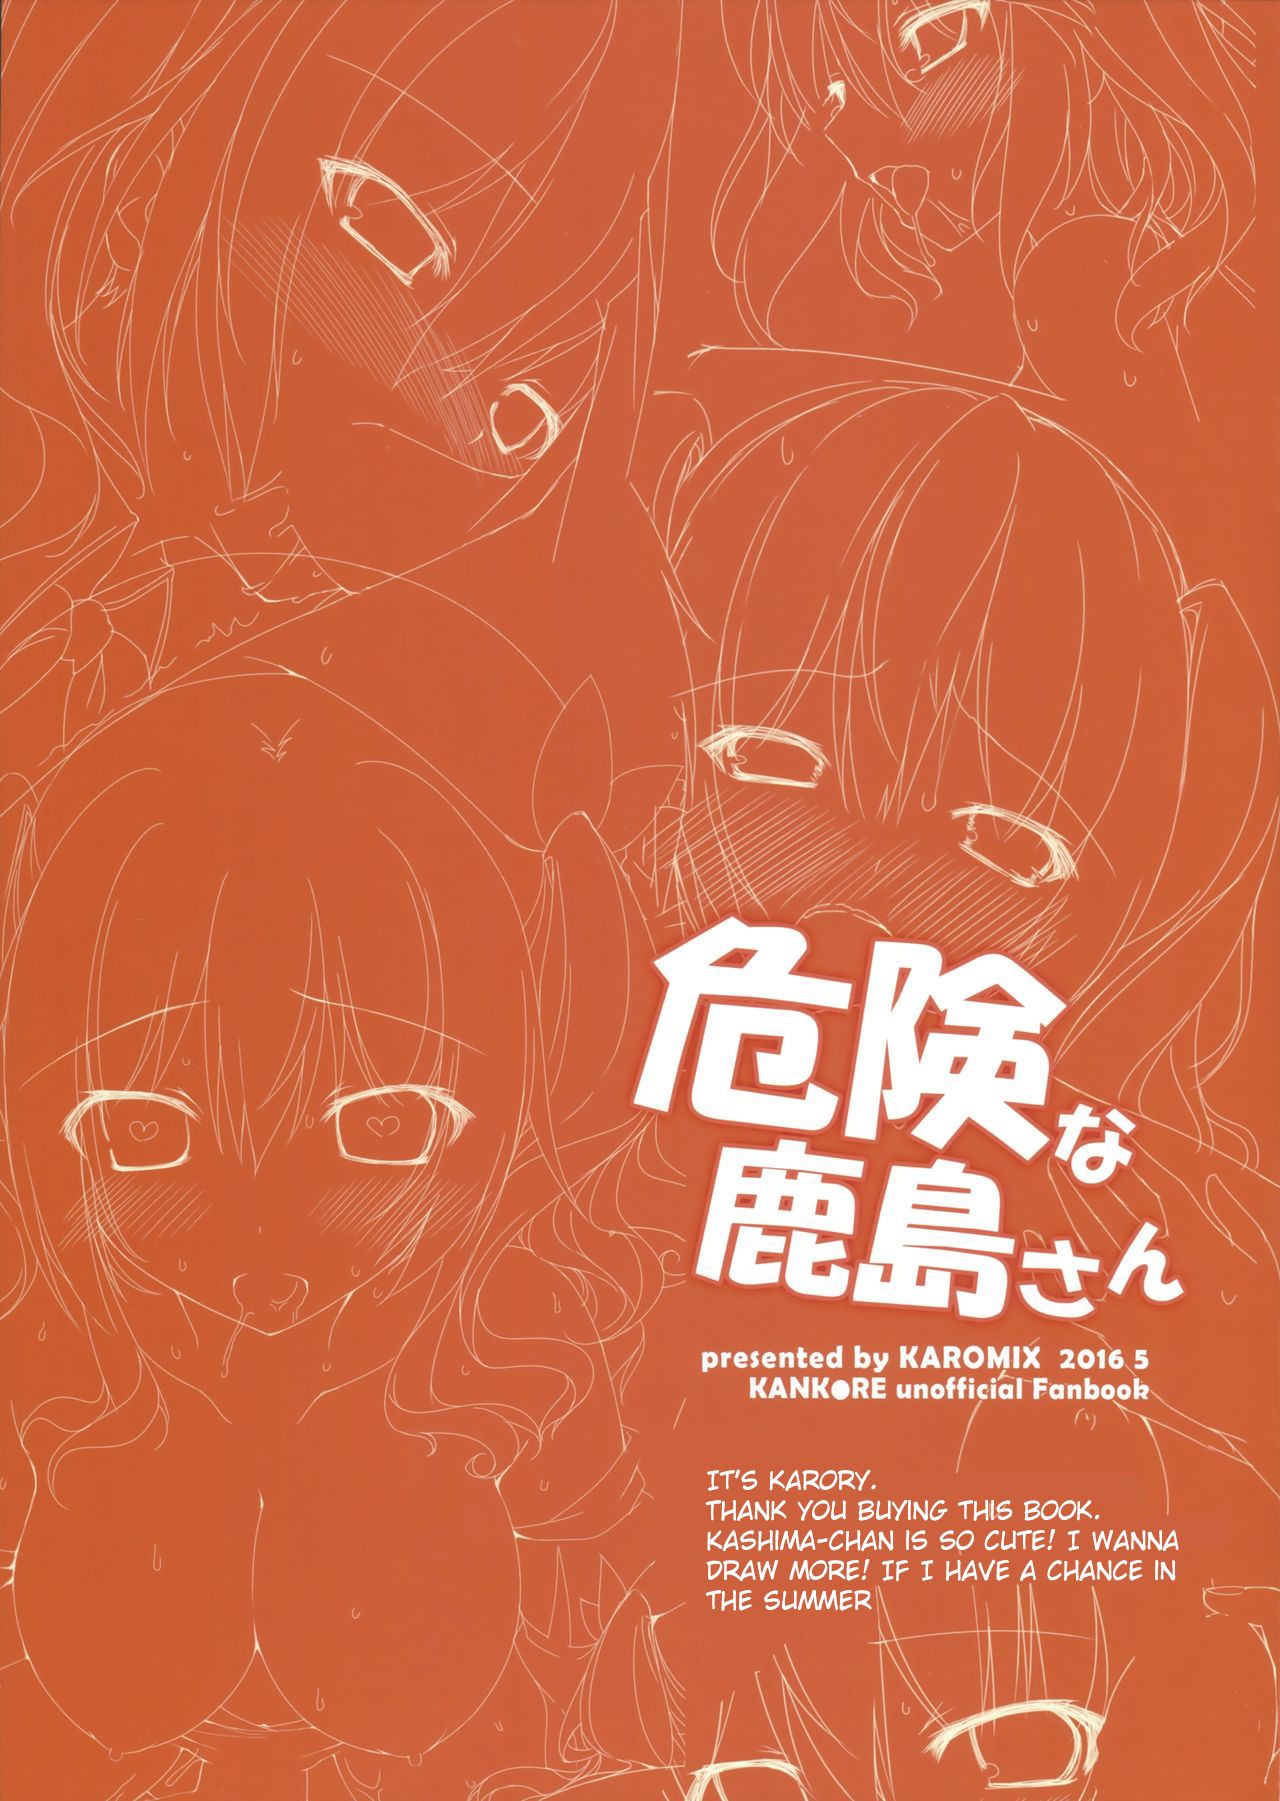 危険な
鹿島さん
presented by KAROMIX 2016 5
KANK●RE unofficial Fanbook
IT'S KARORY.
THANK YOU BUYING THIS BOOK.
KASHIMA-CHAN IS SO CUTE! I WANNA
DRAW MORE! IF I HAVE A CHANCE IN
THE SUMMER